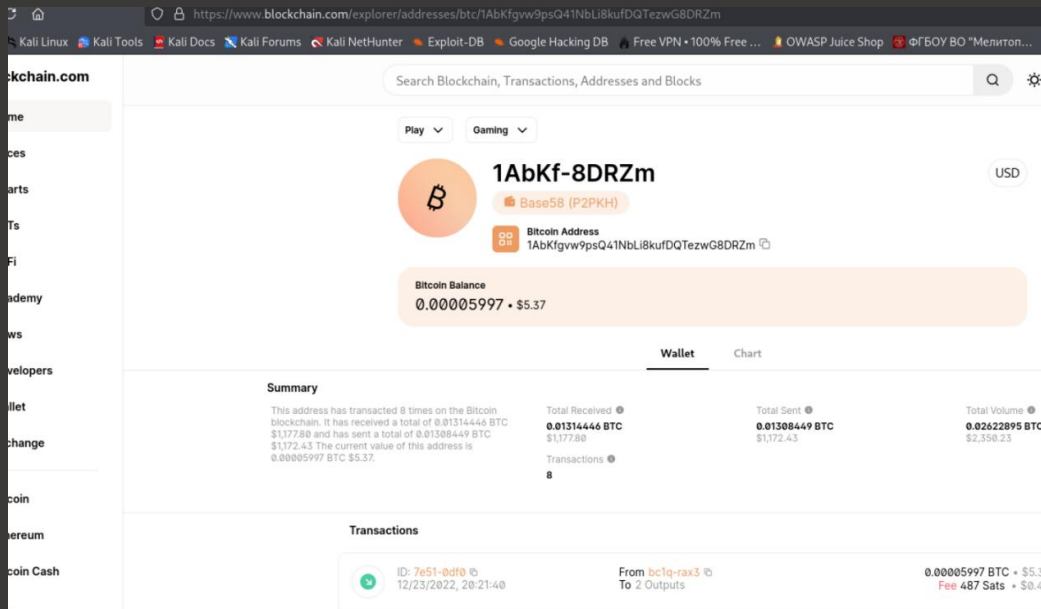 https://www.blockchain.com/explorer/addresses/btc/1AbKfgvw9psQ41NbLi8kufDQTezwG8DRZm
Kali Linux Kali Tools Kali Docs Kali Forums Kali NetHunter Exploit-DB Google Hacking DB Free VPN • 100% Free ... OWASP Juice Shop ФГБОУ ВО "Мелитоп...
ckchain.com
Search Blockchain, Transactions, Addresses and Blocks
me
Play Gaming
ces
1AbKf-8DRZm
USD
arts
Base58 (P2PKH)
Ts
Bitcoin Address
1AbKfgvw9psQ41NbLi8kufDQTezwG8DRZm
Fi
ademy
Bitcoin Balance
0.00005997 • $5.37
ws
Wallet Chart
velopers
Summary
llet
This address has transacted 8 times on the Bitcoin
blockchain. It has received a total of 0.01314446 BTC
$1,177.80 and has sent a total of 0.01308449 BTC
$1,172.43 The current value of this address is
0.00005997 BTC $5.37.
Total Received
0.01314446 BTC
$1,177.80
Total Sent
0.01308449 BTC
$1,172.43
Total Volume
0.02622895 BTC
$2,350.23
Transactions
8
change
coin
ereum
Transactions
coin Cash
ID: 7e51-0df0
12/23/2022, 20:21:40
From bc1q-rax3
To 2 Outputs
0.00005997 BTC • $5.3
Fee 487 Sats • $0.4